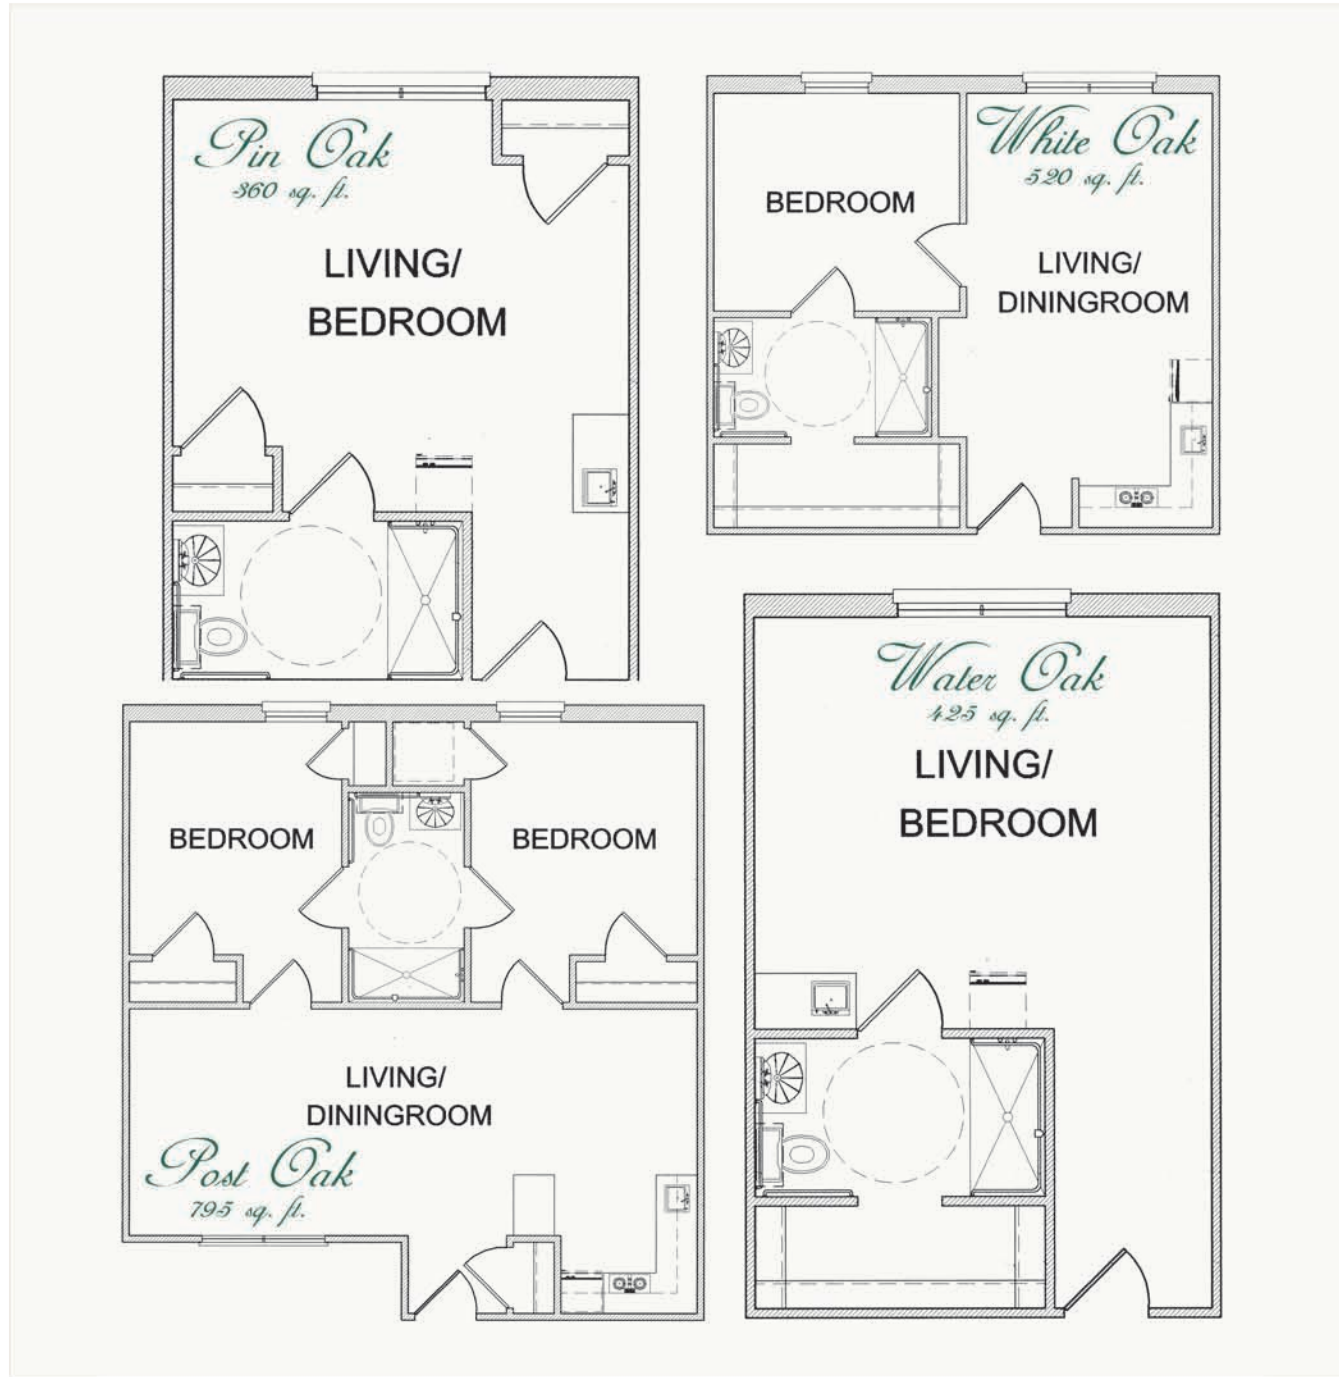 Pin Oak
360 sq. ft.
LIVING/
BEDROOM
White Oak
520 sq. ft.
BEDROOM
LIVING/
DININGROOM
BEDROOM
BEDROOM
LIVING/
DININGROOM
Post Oak
795 sq. ft.
Water Oak
425 sq. ft.
LIVING/
BEDROOM